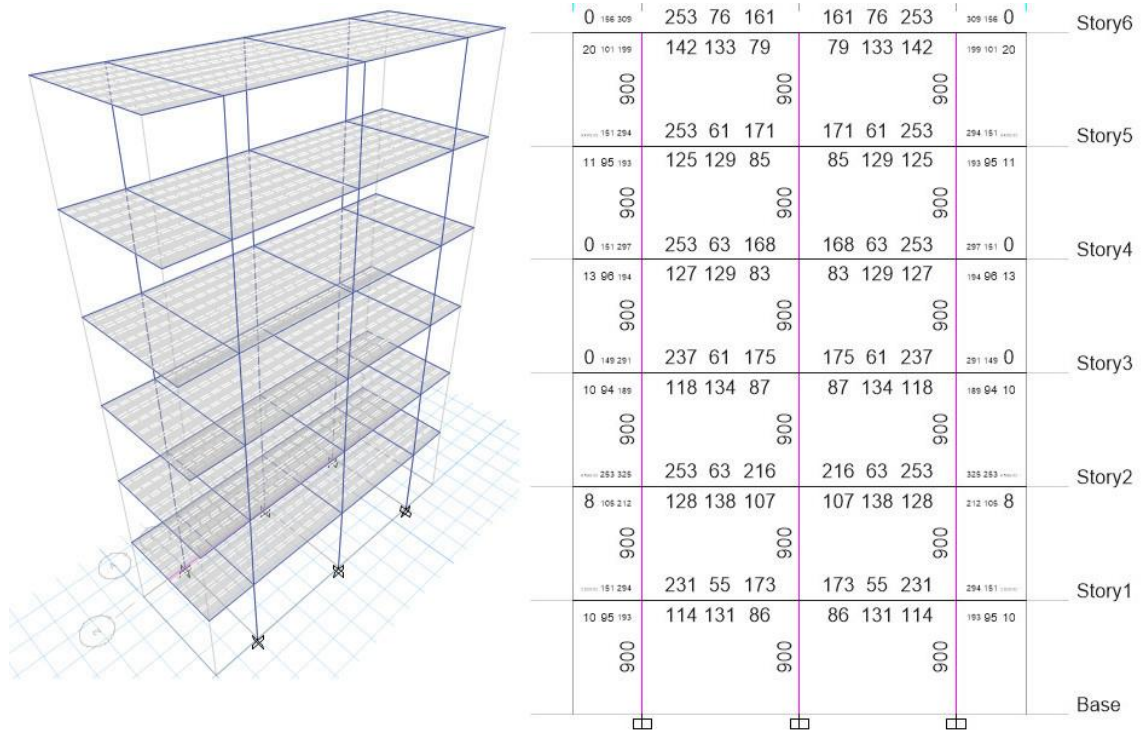 0 156 309 253 76 161 161 76 253 309 156 0 Story6
20 101 199 142 133 79 79 133 142 199 101 20
900 900 900
151 294 253 61 171 171 61 253 294 151 Story5
11 95 193 125 129 85 85 129 125 193 95 11
900 900 900
0 151 297 253 63 168 168 63 253 297 151 0 Story4
13 96 194 127 129 83 83 129 127 194 96 13
900 900 900
0 149 291 237 61 175 175 61 237 291 149 0 Story3
10 94 189 118 134 87 87 134 118 189 94 10
900 900 900
253 325 253 63 216 216 63 253 325 253 Story2
8 105 212 128 138 107 107 138 128 212 105 8
900 900 900
151 294 231 55 173 173 55 231 294 151 Story1
10 95 193 114 131 86 86 131 114 193 95 10
900 900 900
Base